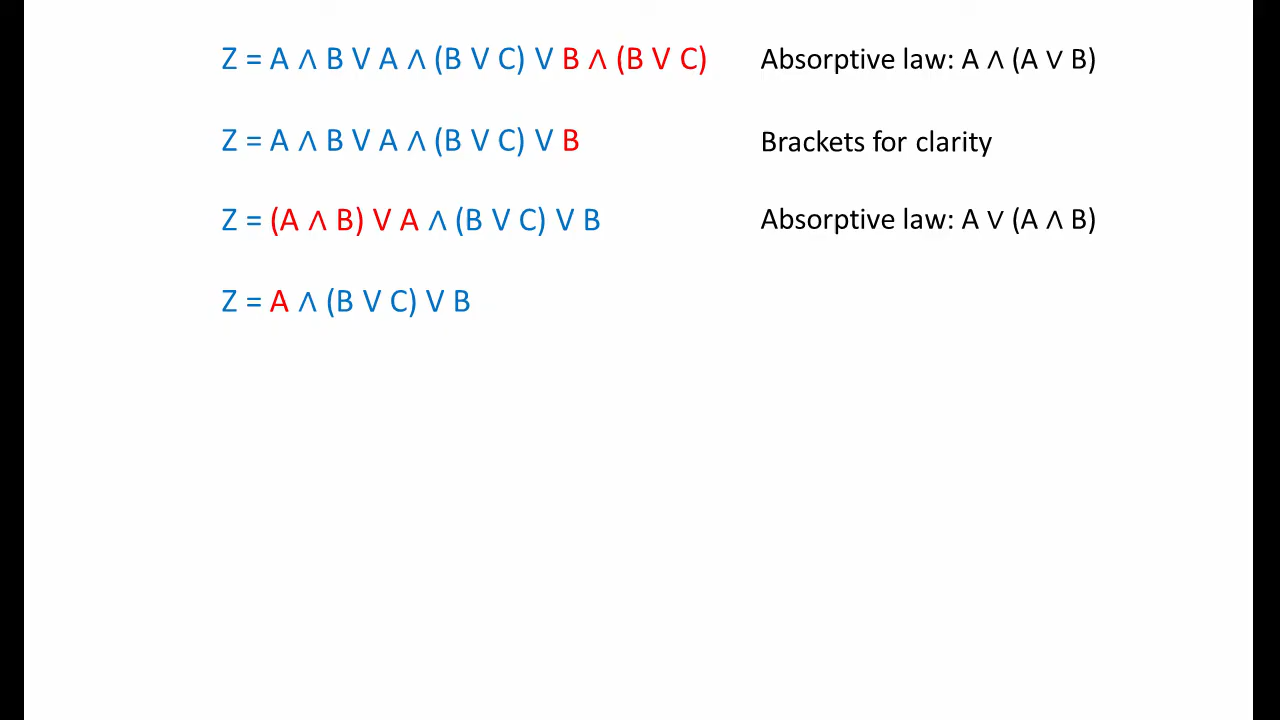 Z = A ∧ B V A ∧ (B V C) V B ∧ (B V C) Absorptive law: A ∧ (A ∨ B)
Z = A ∧ B V A ∧ (B V C) V B Brackets for clarity
Z = (A ∧ B) V A ∧ (B V C) V B Absorptive law: A ∨ (A ∧ B)
Z = A ∧ (B V C) V B